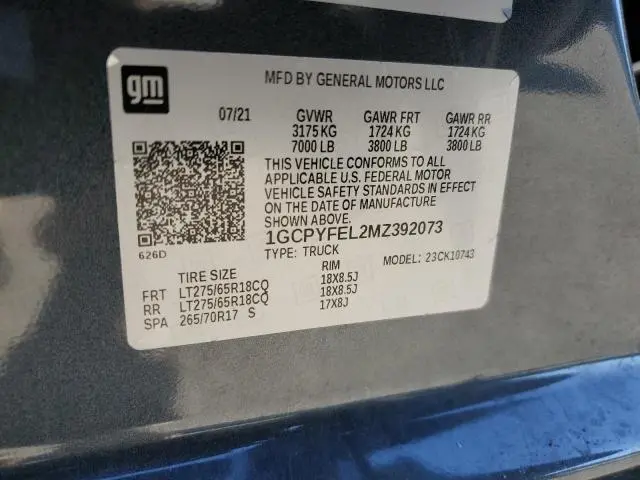 gm
MFD BY GENERAL MOTORS LLC
07/21 GVWR GAWR FRT GAWR RR
3175 KG 1724 KG 1724 KG
7000 LB 3800 LB 3800 LB
THIS VEHICLE CONFORMS TO ALL
APPLICABLE U.S. FEDERAL MOTOR
VEHICLE SAFETY STANDARDS IN EFFECT
ON THE DATE OF MANUFACTURE
SHOWN ABOVE.
626D
1GCPYFEL2MZ392073
TYPE: TRUCK MODEL: 23CK10743
TIRE SIZE RIM
FRT LT275/65R18CQ 18X8.5J
RR LT275/65R18CQ 18X8.5J
SPA 265/70R17 S 17X8J